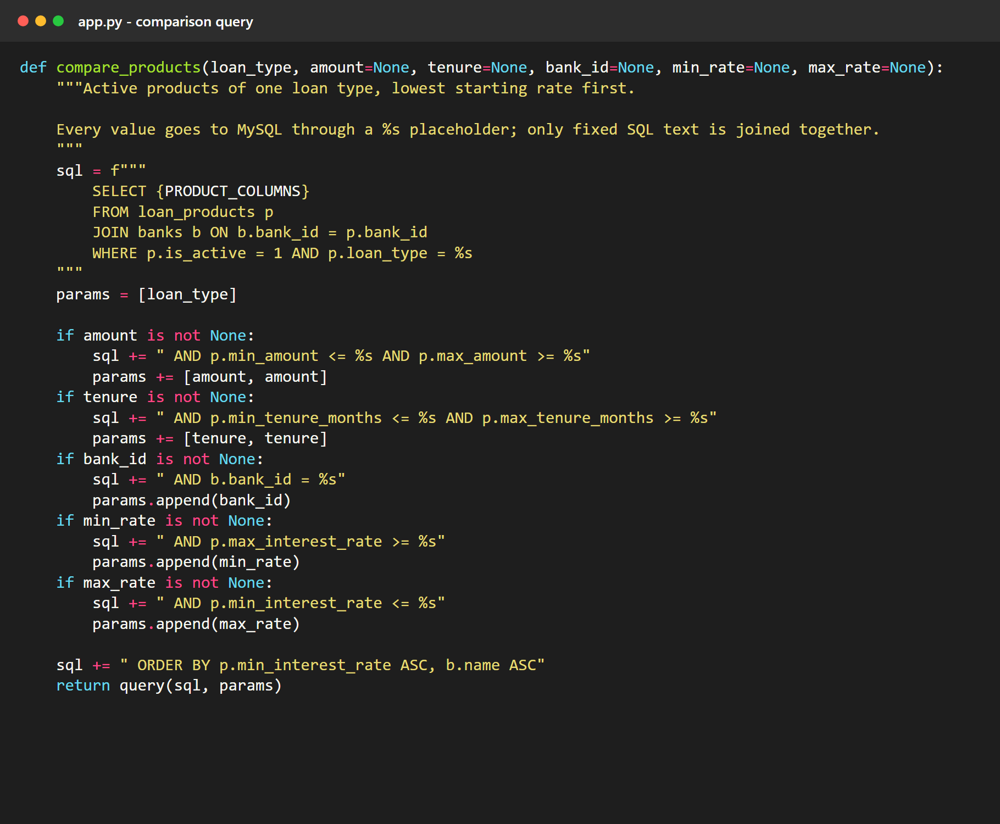 app.py - comparison query
def compare_products(loan_type, amount=None, tenure=None, bank_id=None, min_rate=None, max_rate=None):
    """Active products of one loan type, lowest starting rate first.

    Every value goes to MySQL through a %s placeholder; only fixed SQL text is joined together.
    """
    sql = f"""
        SELECT {PRODUCT_COLUMNS}
        FROM loan_products p
        JOIN banks b ON b.bank_id = p.bank_id
        WHERE p.is_active = 1 AND p.loan_type = %s
    """
    params = [loan_type]

    if amount is not None:
        sql += " AND p.min_amount <= %s AND p.max_amount >= %s"
        params += [amount, amount]
    if tenure is not None:
        sql += " AND p.min_tenure_months <= %s AND p.max_tenure_months >= %s"
        params += [tenure, tenure]
    if bank_id is not None:
        sql += " AND b.bank_id = %s"
        params.append(bank_id)
    if min_rate is not None:
        sql += " AND p.max_interest_rate >= %s"
        params.append(min_rate)
    if max_rate is not None:
        sql += " AND p.min_interest_rate <= %s"
        params.append(max_rate)

    sql += " ORDER BY p.min_interest_rate ASC, b.name ASC"
    return query(sql, params)